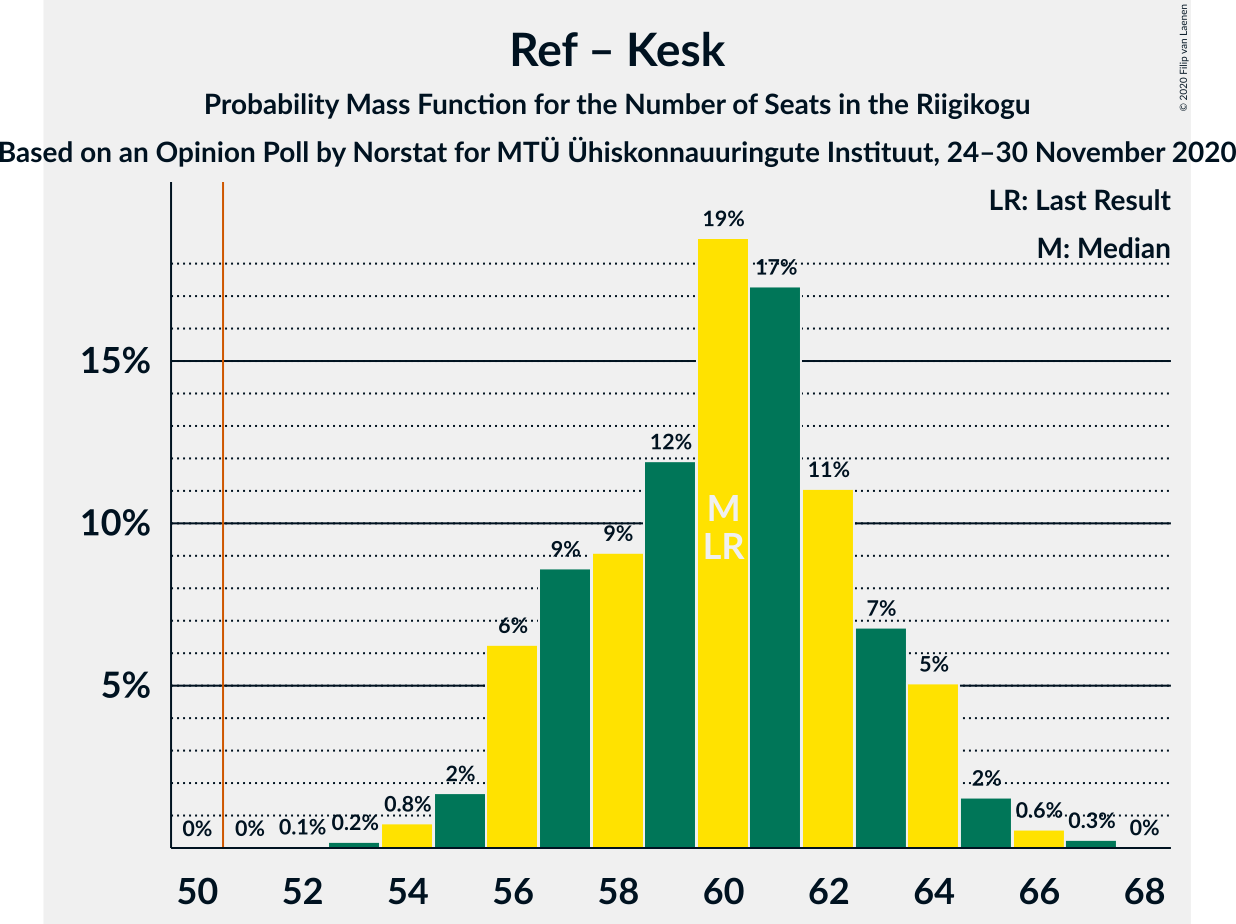 Ref – Kesk
Probability Mass Function for the Number of Seats in the Riigikogu
Based on an Opinion Poll by Norstat for MTÜ Ühiskonnauuringute Instituut, 24–30 November 2020
© 2020 Filip van Laenen
LR: Last Result
M: Median
19%
17%
15%
12%
11%
M
LR
10%
9%
9%
7%
6%
5%
5%
2%
2%
0.8%
0.6%
0.3%
0.2%
0.1%
0%
0%
0%
50 52 54 56 58 60 62 64 66 68